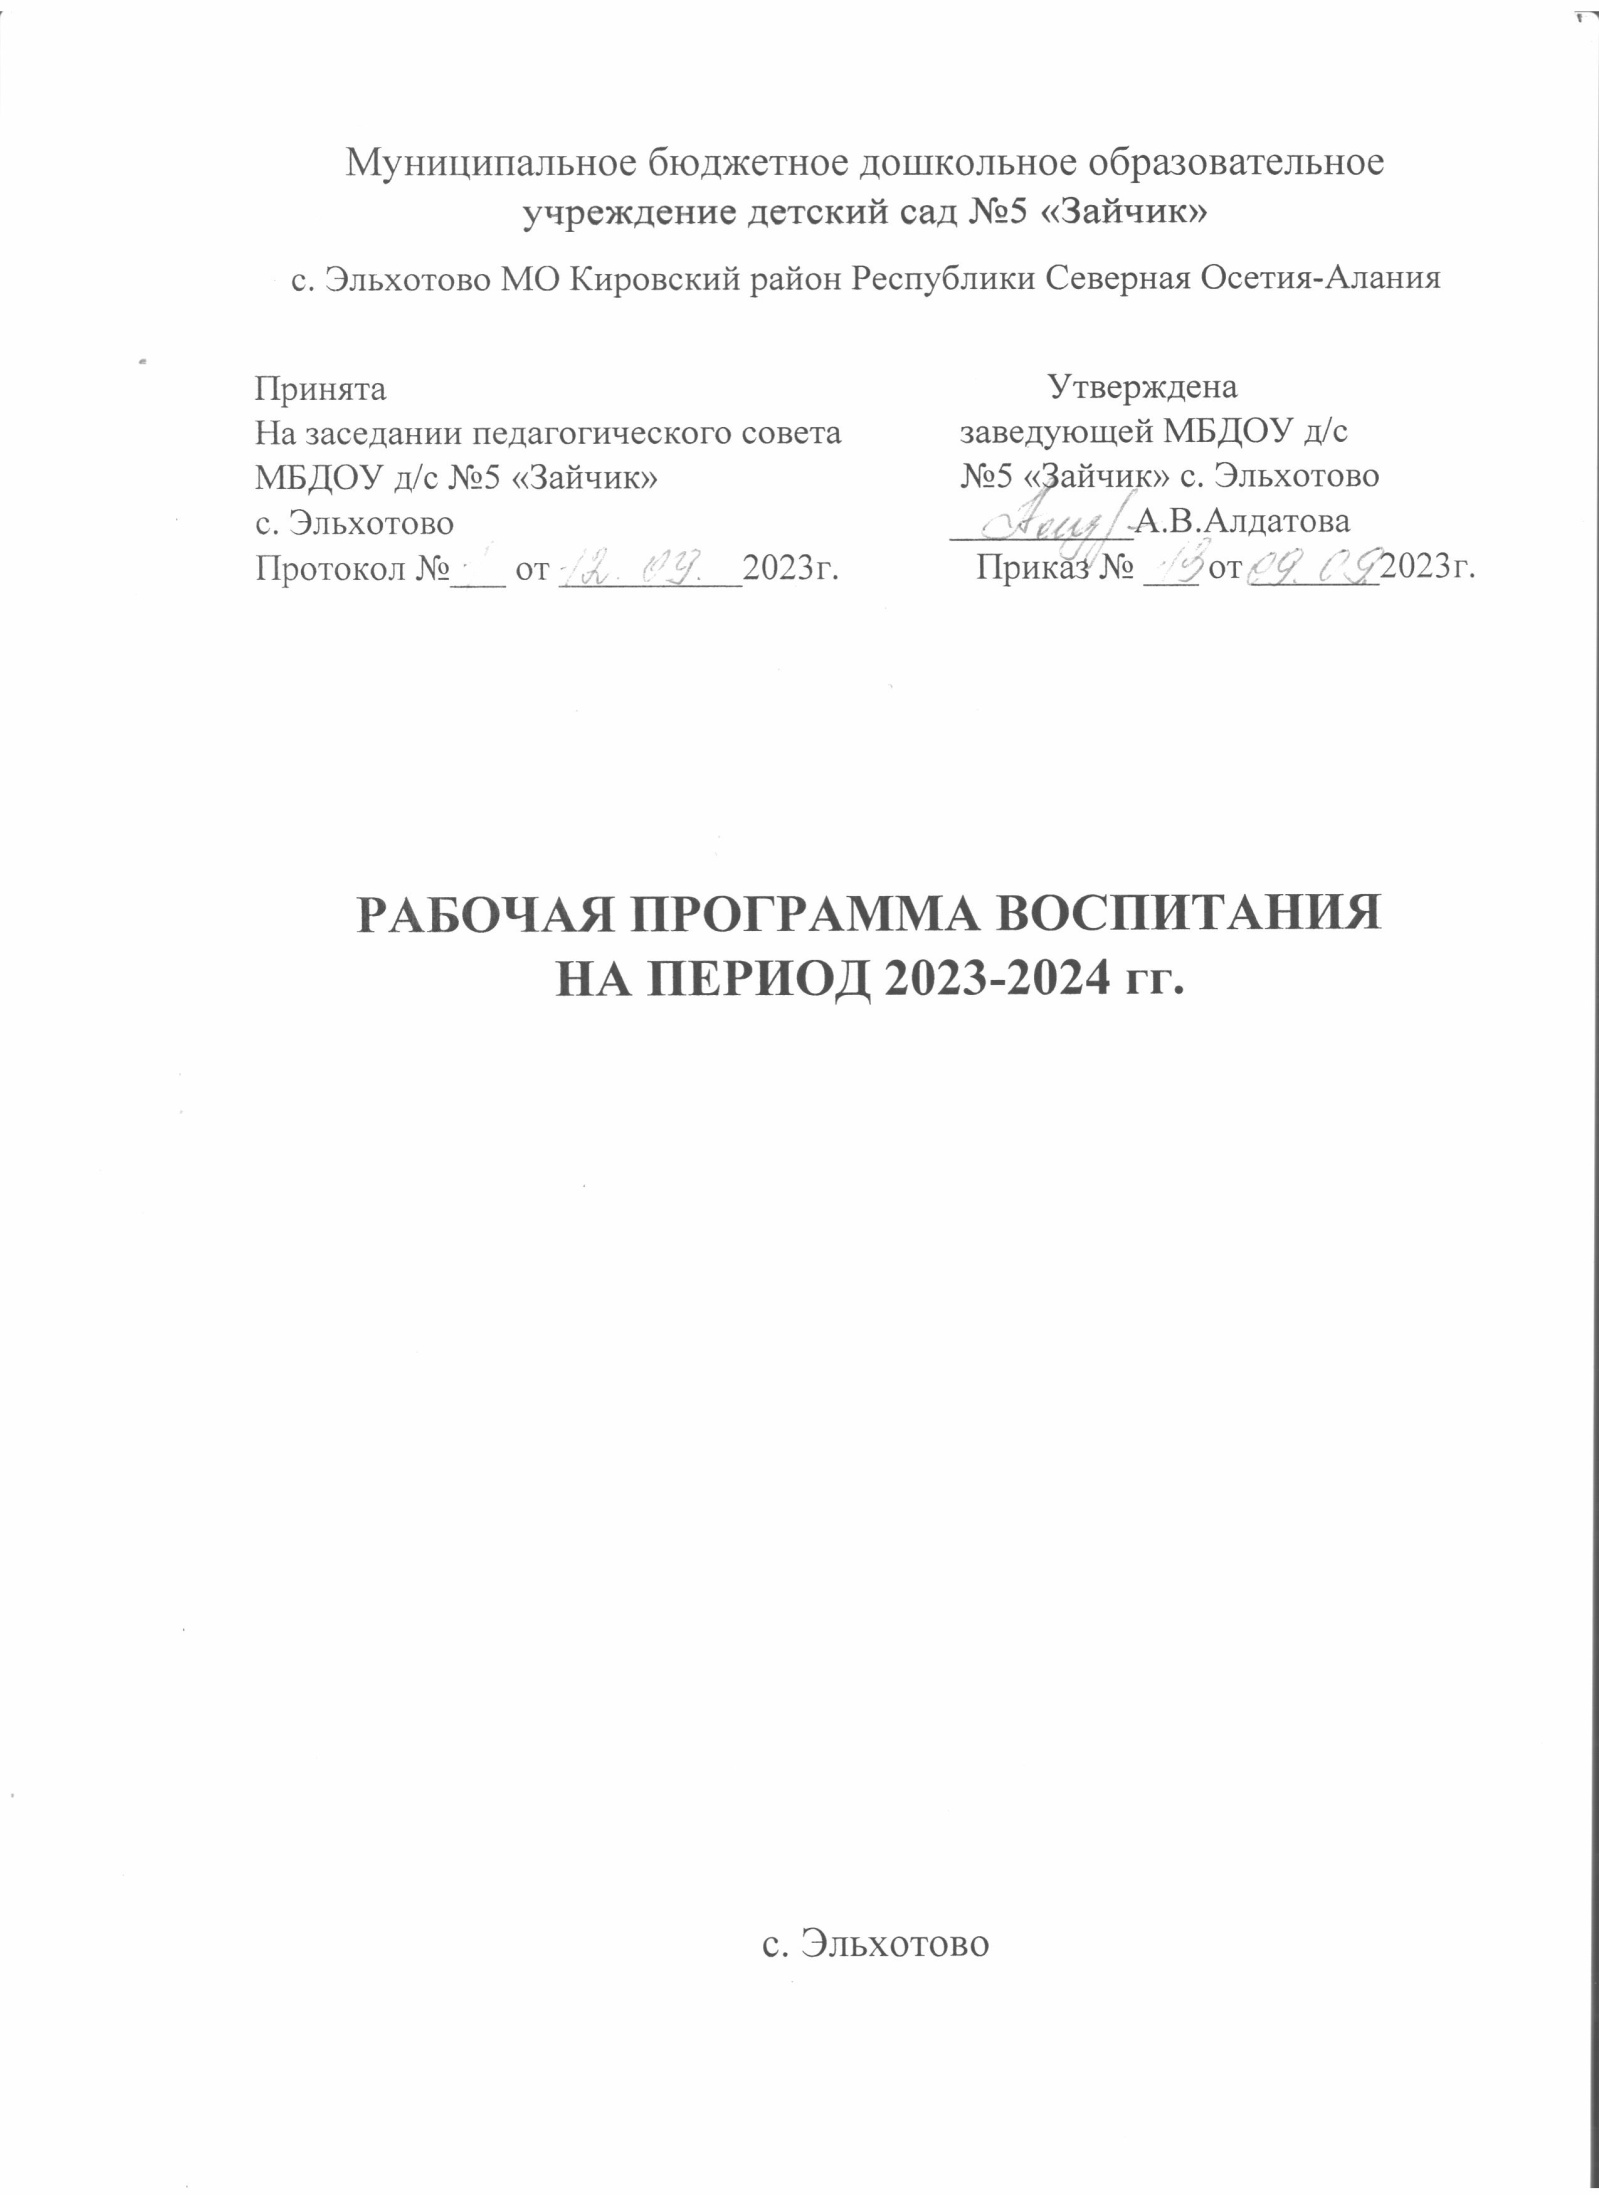 Муниципальное бюджетное дошкольное образовательное
учреждение детский сад №5 «Зайчик»
с. Эльхотово МО Кировский район Республики Северная Осетия-Алания
Принята
На заседании педагогического совета
МБДОУ д/с №5 «Зайчик»
с. Эльхотово
Протокол №____ от 12. 09. 2023г.
Утверждена
заведующей МБДОУ д/с
№5 «Зайчик» с. Эльхотово
А.В.Алдатова
Приказ № 13 от 09. 09. 2023г.
РАБОЧАЯ ПРОГРАММА ВОСПИТАНИЯ
НА ПЕРИОД 2023-2024 гг.
с. Эльхотово